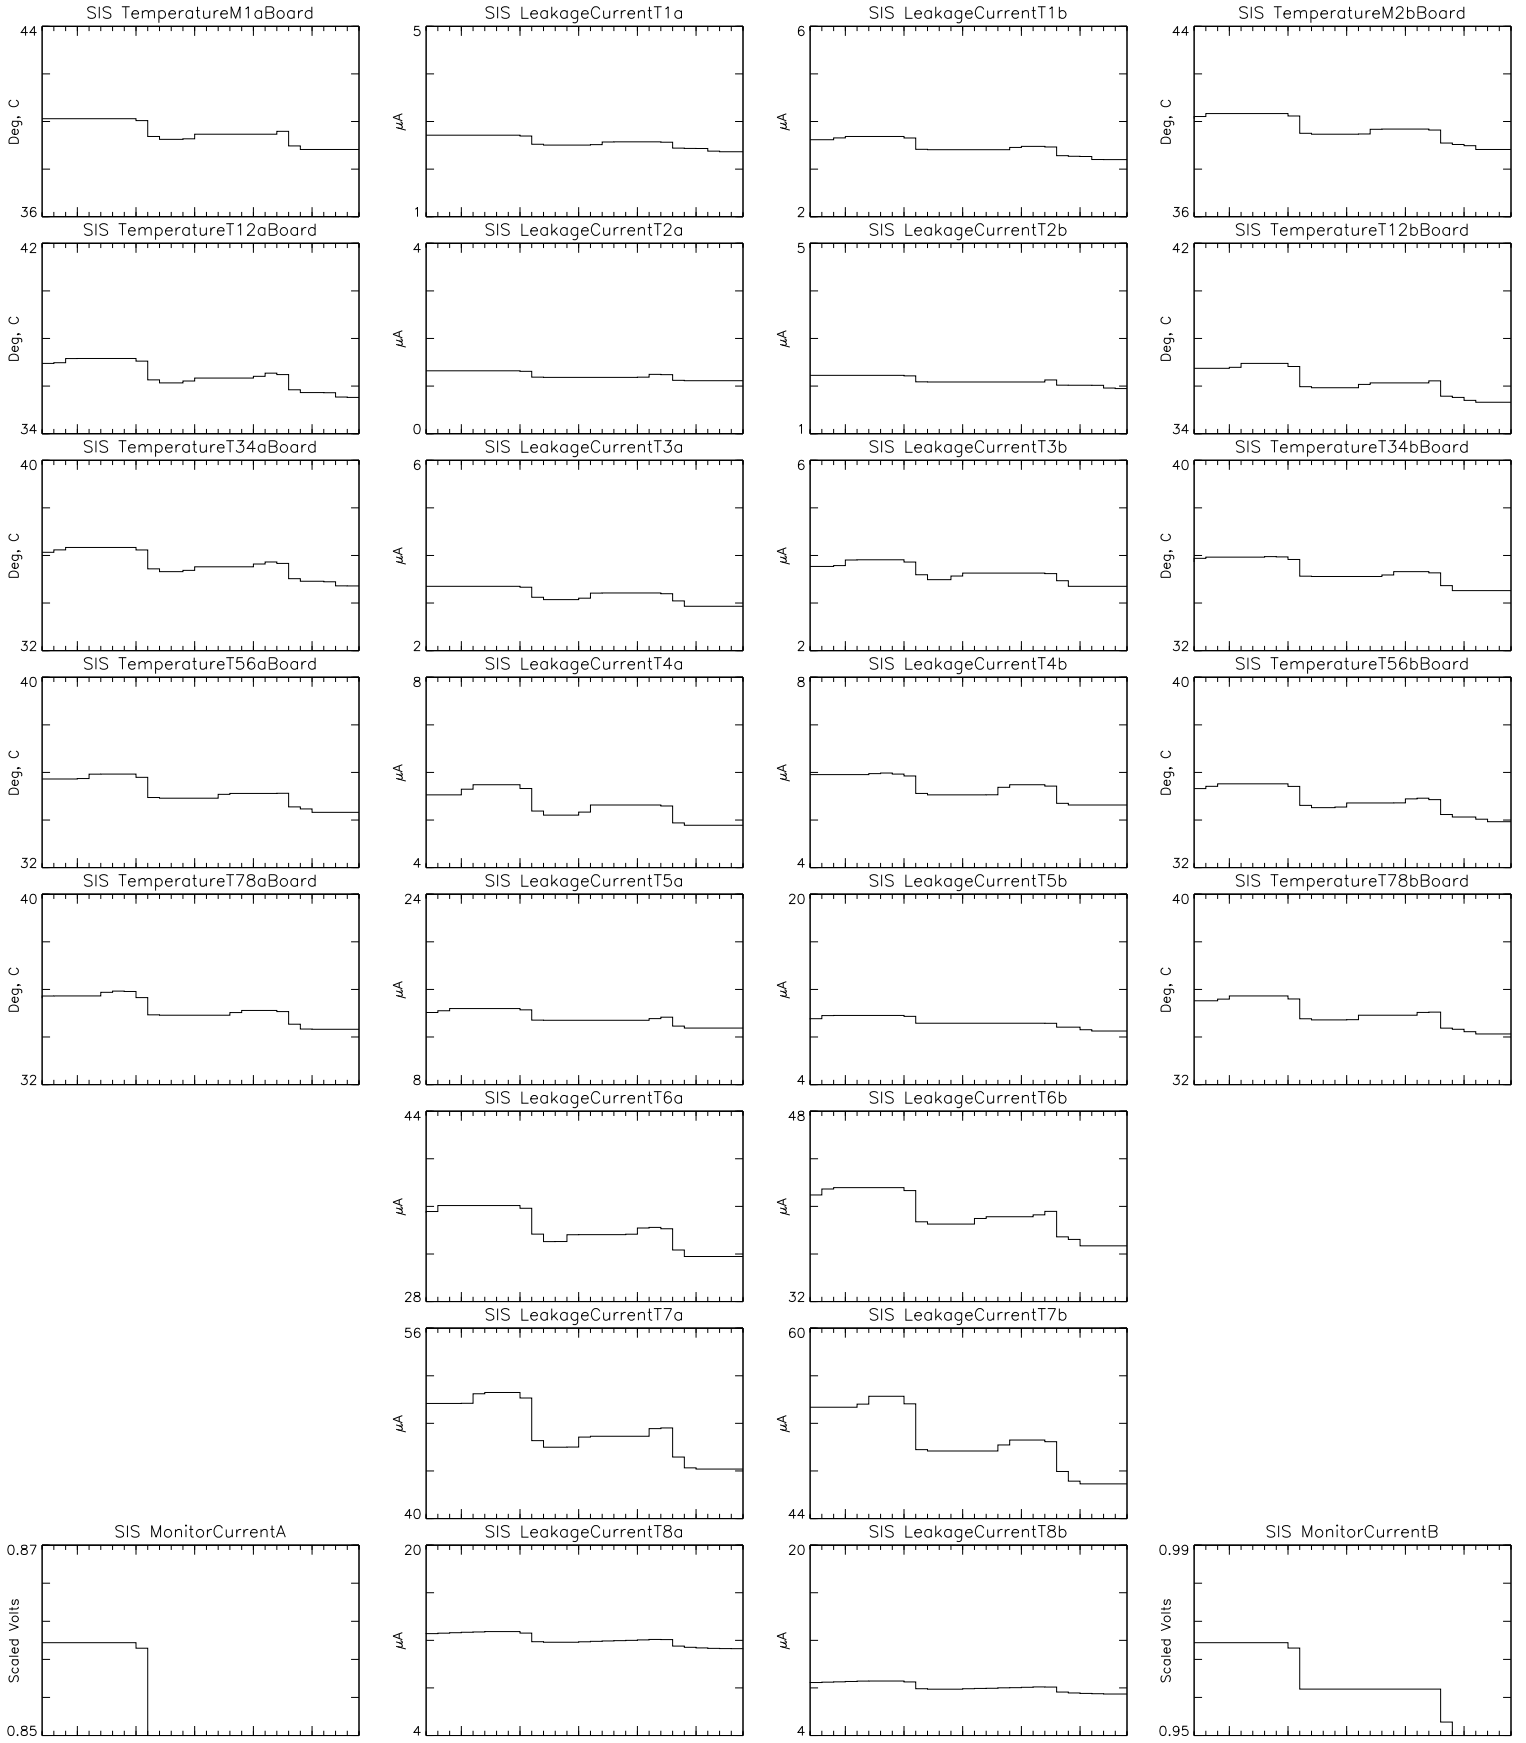 SIS TemperatureM1aBoard
44
Deg, C
36
SIS LeakageCurrentT1a
5
μA
1
SIS LeakageCurrentT1b
6
μA
2
SIS TemperatureM2bBoard
44
Deg, C
36
SIS TemperatureT12aBoard
42
Deg, C
34
SIS LeakageCurrentT2a
4
μA
0
SIS LeakageCurrentT2b
5
μA
1
SIS TemperatureT12bBoard
42
Deg, C
34
SIS TemperatureT34aBoard
40
Deg, C
32
SIS LeakageCurrentT3a
6
μA
2
SIS LeakageCurrentT3b
6
μA
2
SIS TemperatureT34bBoard
40
Deg, C
32
SIS TemperatureT56aBoard
40
Deg, C
32
SIS LeakageCurrentT4a
8
μA
4
SIS LeakageCurrentT4b
8
μA
4
SIS TemperatureT56bBoard
40
Deg, C
32
SIS TemperatureT78aBoard
40
Deg, C
32
SIS LeakageCurrentT5a
24
μA
8
SIS LeakageCurrentT5b
20
μA
4
SIS TemperatureT78bBoard
40
Deg, C
32
SIS LeakageCurrentT6a
44
μA
28
SIS LeakageCurrentT6b
48
μA
32
SIS LeakageCurrentT7a
56
μA
40
SIS LeakageCurrentT7b
60
μA
44
SIS MonitorCurrentA
0.87
Scaled Volts
0.85
SIS LeakageCurrentT8a
20
μA
4
SIS LeakageCurrentT8b
20
μA
4
SIS MonitorCurrentB
0.99
Scaled Volts
0.95